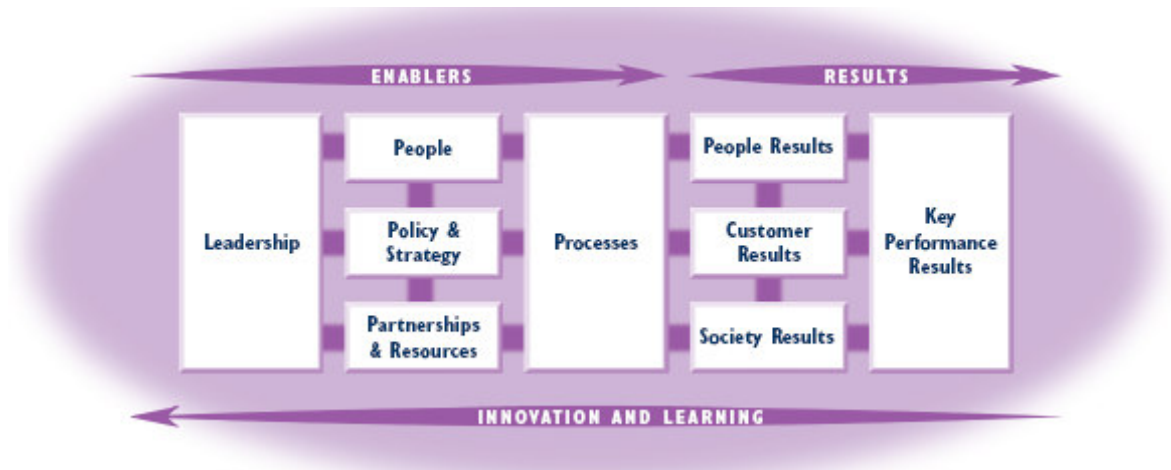 ENABLERS
RESULTS
Leadership
People
Policy &
Strategy
Partnerships
& Resources
Processes
People Results
Customer
Results
Society Results
Key
Performance
Results
INNOVATION AND LEARNING